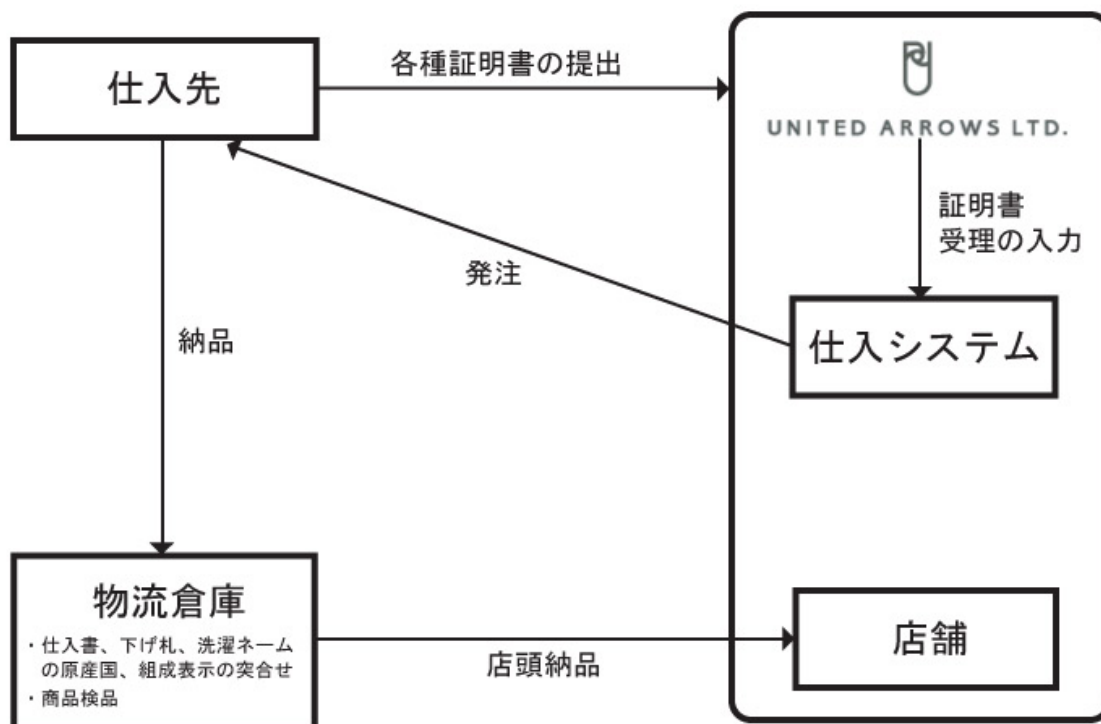 仕入先
各種証明書の提出
UNITED ARROWS LTD.
証明書
受理の入力
発注
仕入システム
納品
物流倉庫
・仕入書、下げ札、洗濯ネーム
の原産国、組成表示の突合せ
・商品検品
店頭納品
店舗